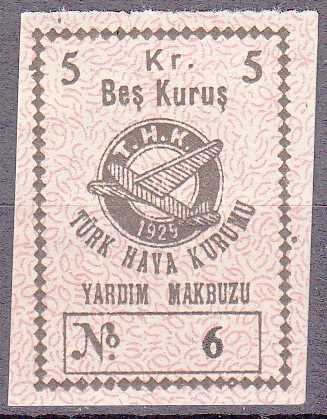 5 Kr. 5
Beş Kuruş
T.H.K.
1925
TÜRK HAVA KURUMU
YARDIM MAKBUZU
No. 6